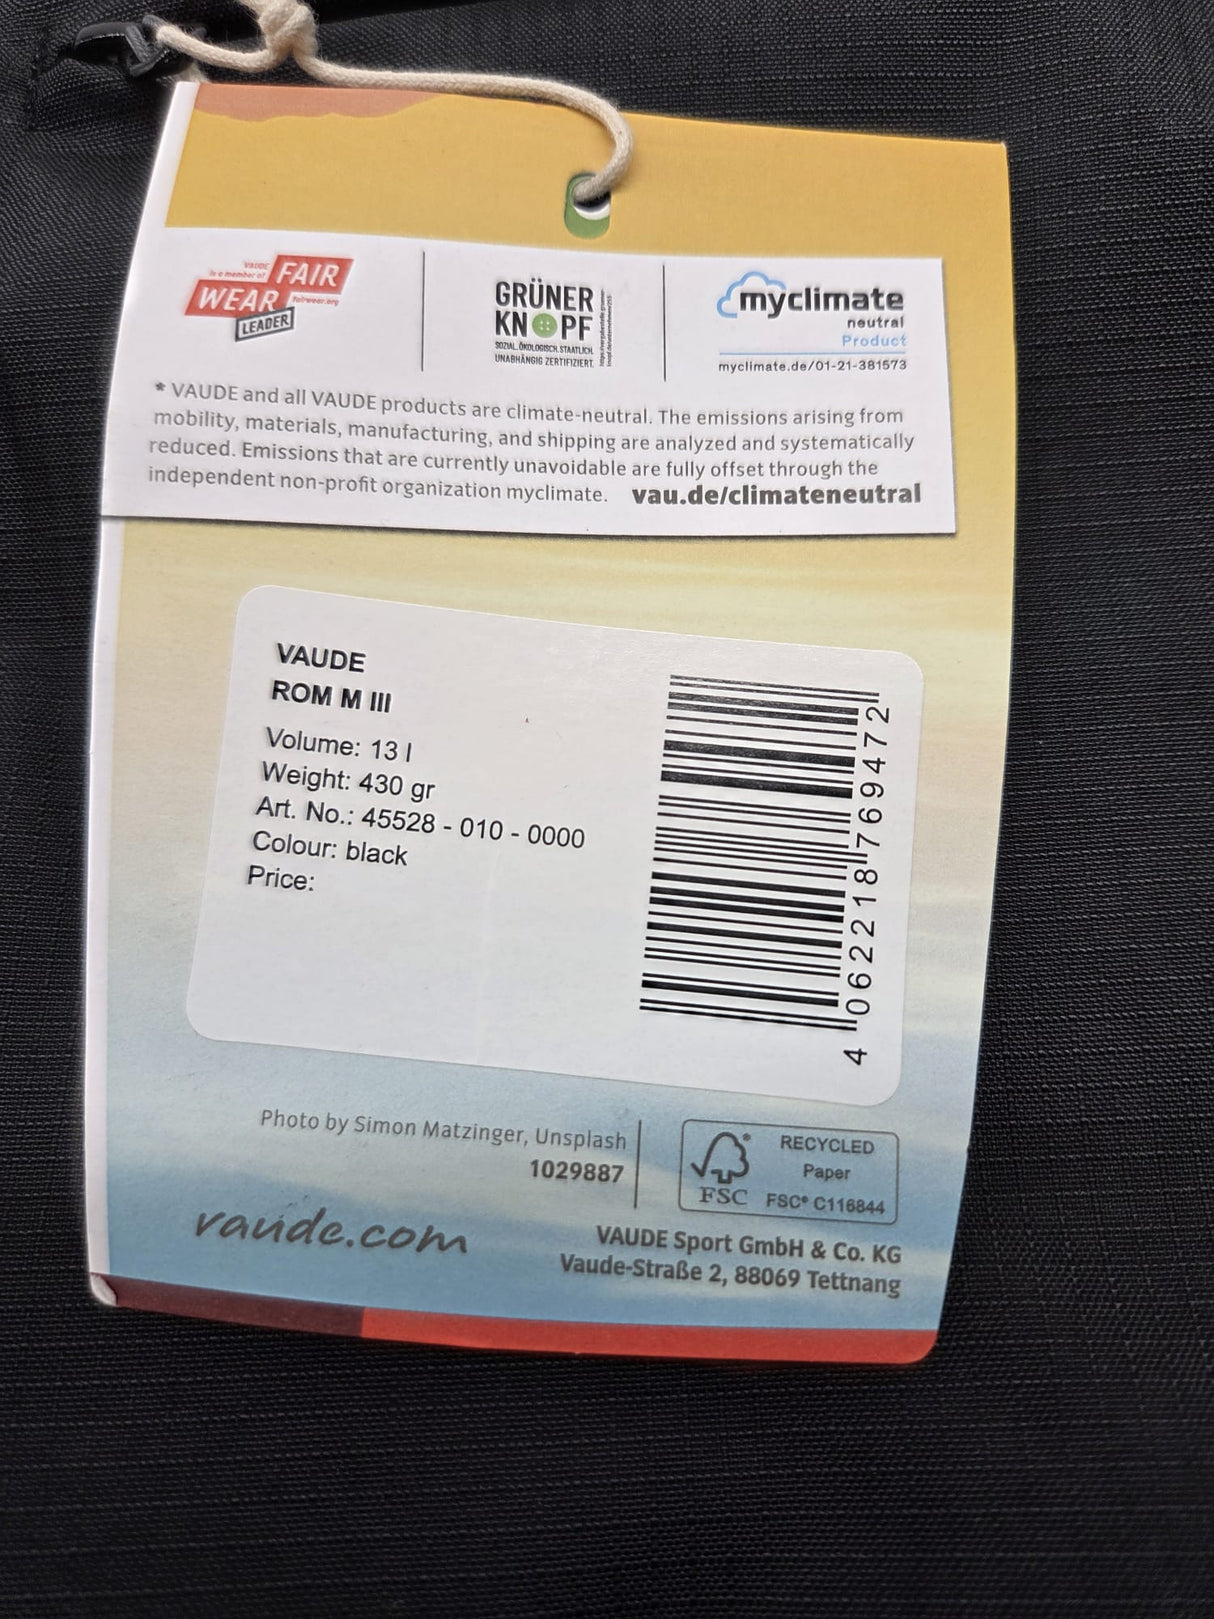 VAUDE
is a member of
FAIR
WEAR
fairwear.org
LEADER
GRÜNER
KNOPF
SOZIAL. ÖKOLOGISCH. STAATLICH.
UNABHÄNGIG ZERTIFIZIERT.
myclimate
neutral
Product
myclimate.de/01-21-381573
* VAUDE and all VAUDE products are climate-neutral. The emissions arising from
mobility, materials, manufacturing, and shipping are analyzed and systematically
reduced. Emissions that are currently unavoidable are fully offset through the
independent non-profit organization myclimate. vau.de/climateneutral
VAUDE
ROM M III
Volume: 13 l
Weight: 430 gr
Art. No.: 45528 - 010 - 0000
Colour: black
Price:
4 062218 769472
Photo by Simon Matzinger, Unsplash
1029887
FSC
RECYCLED
Paper
FSC® C116844
vaude.com
VAUDE Sport GmbH & Co. KG
Vaude-Straße 2, 88069 Tettnang